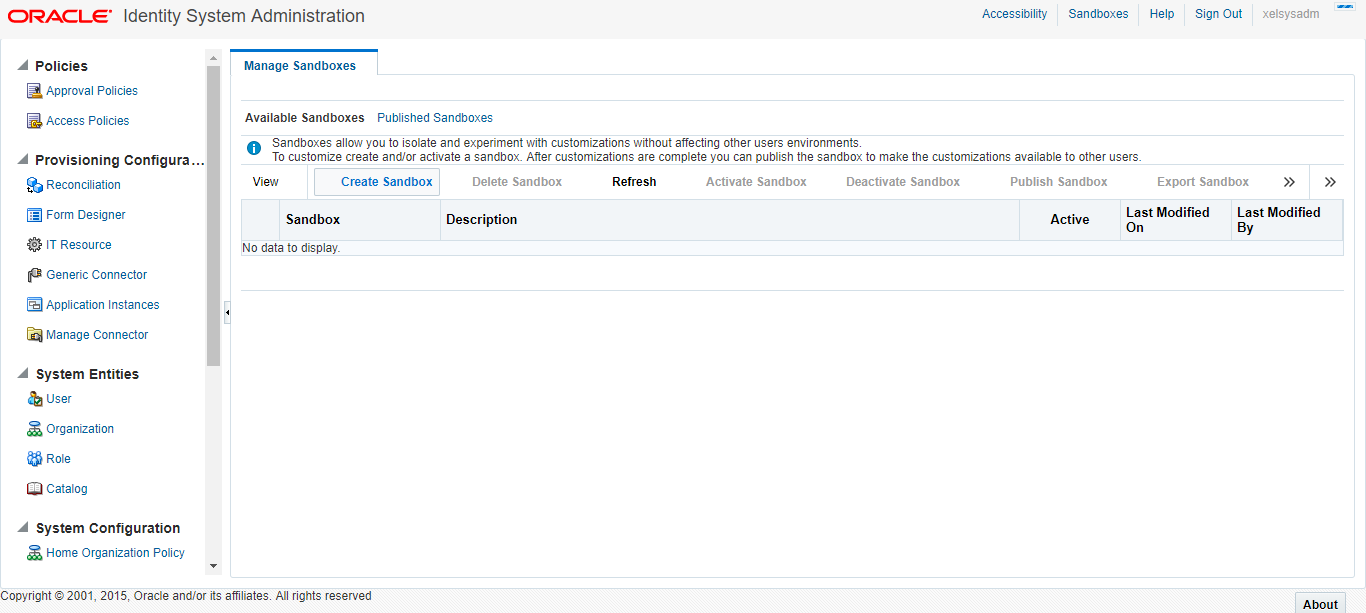 ORACLE® Identity System Administration
Accessibility Sandboxes Help Sign Out xelsysadm
Policies
Approval Policies
Access Policies
Provisioning Configura...
Reconciliation
Form Designer
IT Resource
Generic Connector
Application Instances
Manage Connector
System Entities
User
Organization
Role
Catalog
System Configuration
Home Organization Policy
Manage Sandboxes
Available Sandboxes Published Sandboxes
Sandboxes allow you to isolate and experiment with customizations without affecting other users environments.
To customize create and/or activate a sandbox. After customizations are complete you can publish the sandbox to make the customizations available to other users.
View Create Sandbox Delete Sandbox Refresh Activate Sandbox Deactivate Sandbox Publish Sandbox Export Sandbox
Sandbox Description Active Last Modified On Last Modified By
No data to display.
Copyright © 2001, 2015, Oracle and/or its affiliates. All rights reserved
About